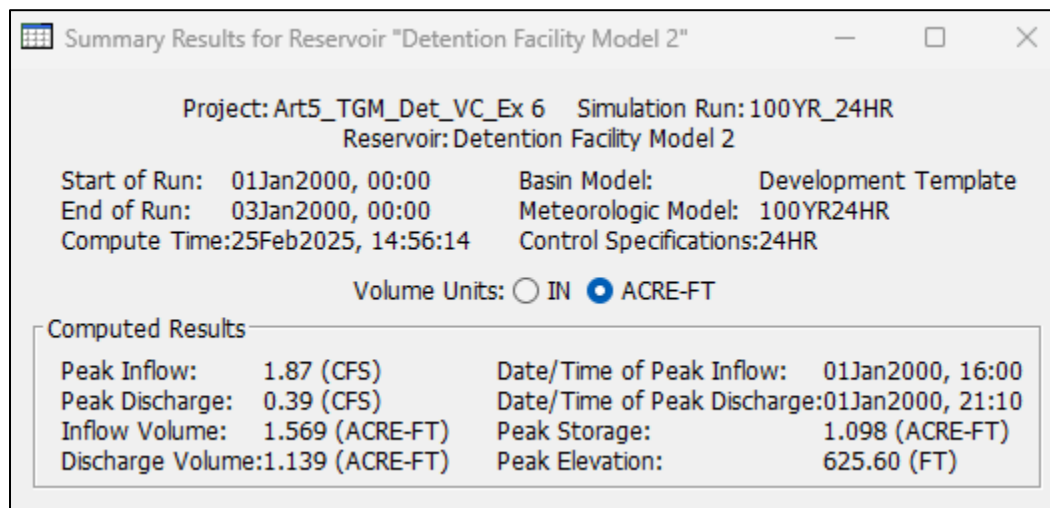 Summary Results for Reservoir "Detention Facility Model 2"
Project: Art5_TGM_Det_VC_Ex 6 Simulation Run: 100YR_24HR
Reservoir: Detention Facility Model 2
Start of Run: 01Jan2000, 00:00 Basin Model: Development Template
End of Run: 03Jan2000, 00:00 Meteorologic Model: 100YR24HR
Compute Time:25Feb2025, 14:56:14 Control Specifications:24HR
Volume Units: IN ACRE-FT
Computed Results
Peak Inflow: 1.87 (CFS) Date/Time of Peak Inflow: 01Jan2000, 16:00
Peak Discharge: 0.39 (CFS) Date/Time of Peak Discharge:01Jan2000, 21:10
Inflow Volume: 1.569 (ACRE-FT) Peak Storage: 1.098 (ACRE-FT)
Discharge Volume:1.139 (ACRE-FT) Peak Elevation: 625.60 (FT)